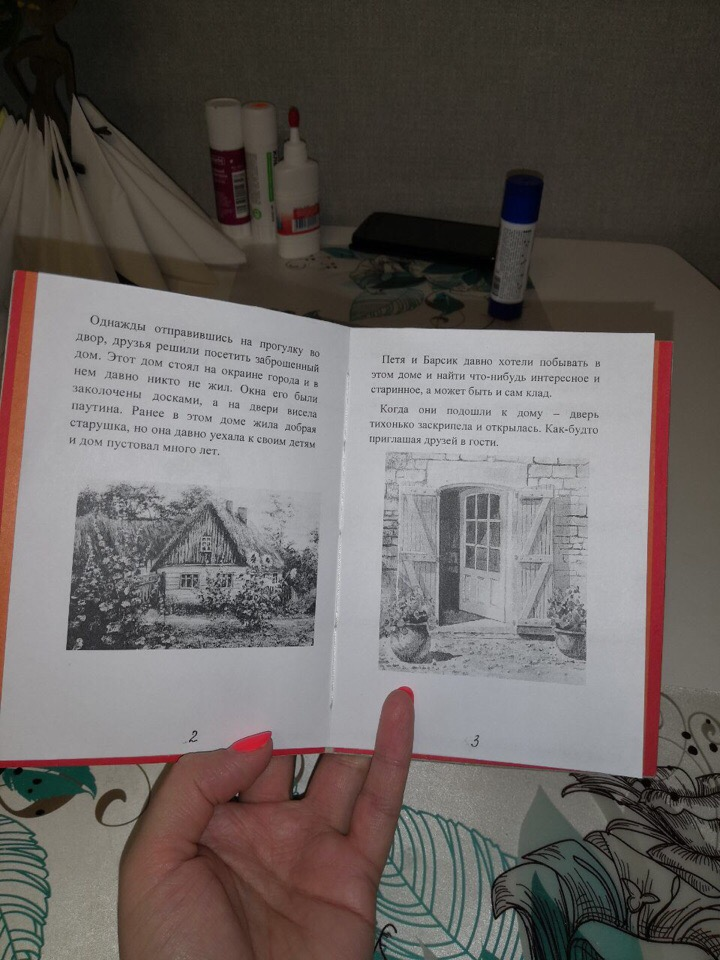 Однажды отправившись на прогулку во
двор, друзья решили посетить заброшенный
дом. Этот дом стоял на окраине города и в
нем давно никто не жил. Окна его были
заколочены досками, а на двери висела
паутина. Ранее в этом доме жила добрая
старушка, но она давно уехала к своим детям
и дом пустовал много лет.
2
Петя и Барсик давно хотели побывать в
этом доме и найти что-нибудь интересное и
старинное, а может быть и сам клад.
Когда они подошли к дому – дверь
тихонько заскрипела и открылась. Как-будто
приглашая друзей в гости.
3